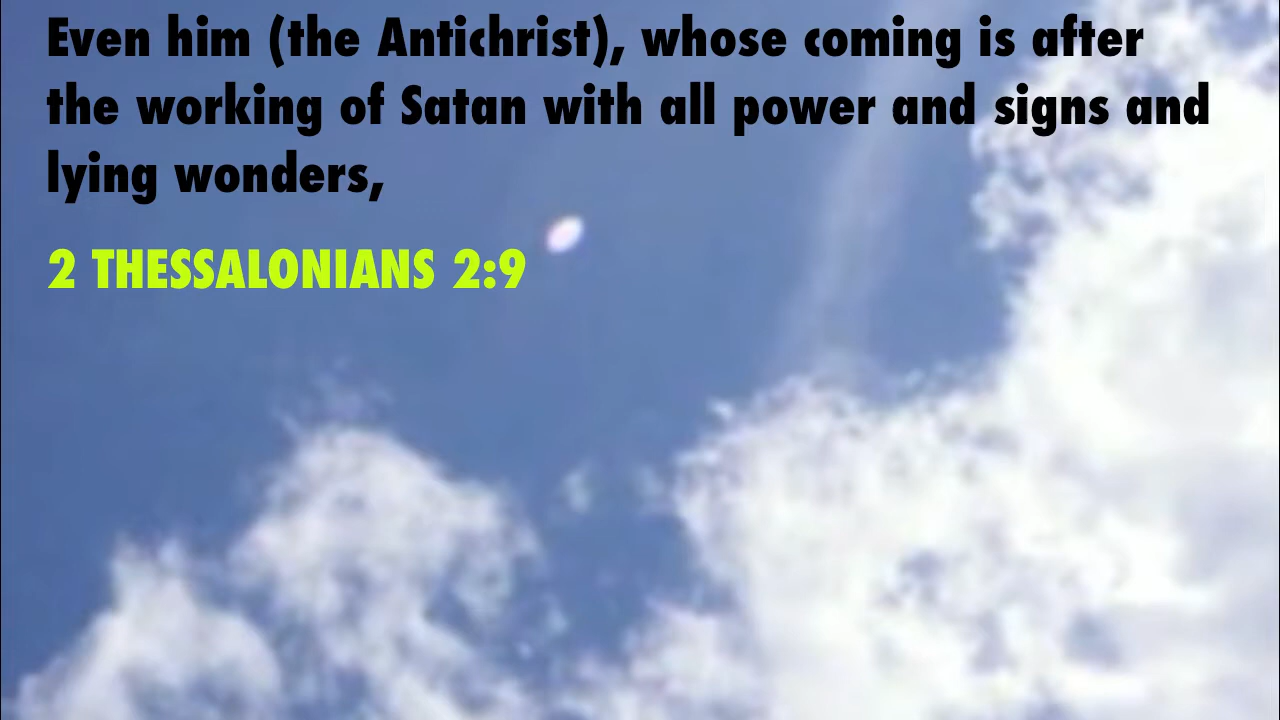 Even him (the Antichrist), whose coming is after
the working of Satan with all power and signs and
lying wonders,
2 THESSALONIANS 2:9